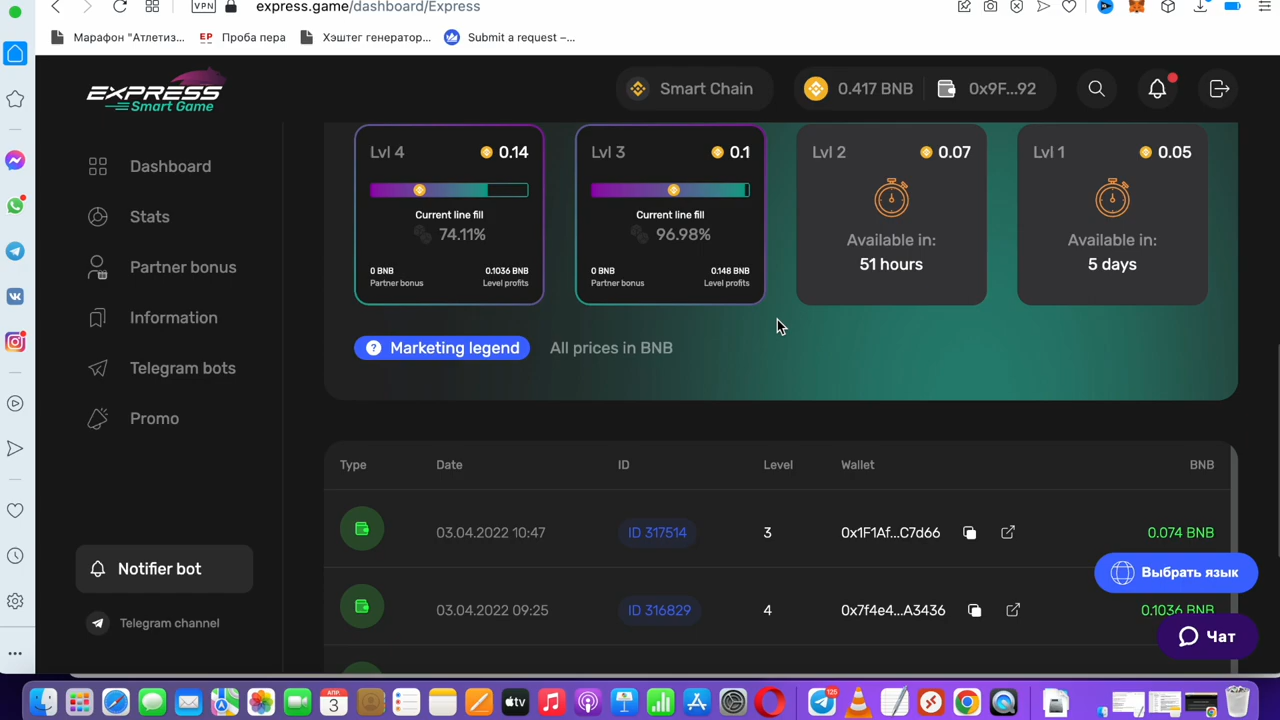 VPN
express.game/dashboard/Express
Марафон "Атлетиз...
EP Проба пера
Хэштег генератор...
Submit a request –...
EXPRESS
Smart Game
Smart Chain
0.417 BNB
0x9F...92
Dashboard
Stats
Partner bonus
Information
Telegram bots
Promo
Notifier bot
Telegram channel
Lvl 4 0.14
Current line fill
74.11%
0 BNB 0.1036 BNB
Partner bonus Level profits
Lvl 3 0.1
Current line fill
96.98%
0 BNB 0.148 BNB
Partner bonus Level profits
Lvl 2 0.07
Available in:
51 hours
Lvl 1 0.05
Available in:
5 days
? Marketing legend
All prices in BNB
Type Date ID Level Wallet BNB
03.04.2022 10:47 ID 317514 3 0x1F1Af...C7d66 0.074 BNB
03.04.2022 09:25 ID 316829 4 0x7f4e4...A3436 0.1036 BNB
Выбрать язык
Чат
АПР
3
tv
125